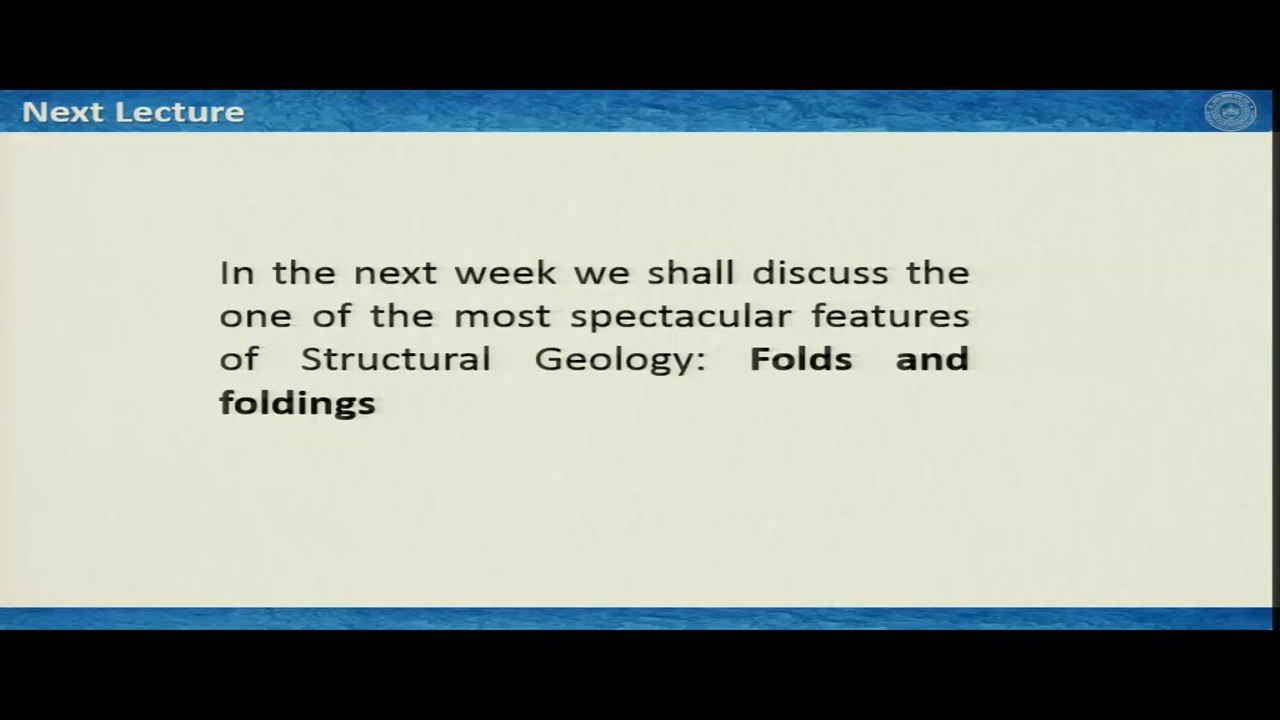 Next Lecture
In the next week we shall discuss the
one of the most spectacular features
of Structural Geology: Folds and
foldings